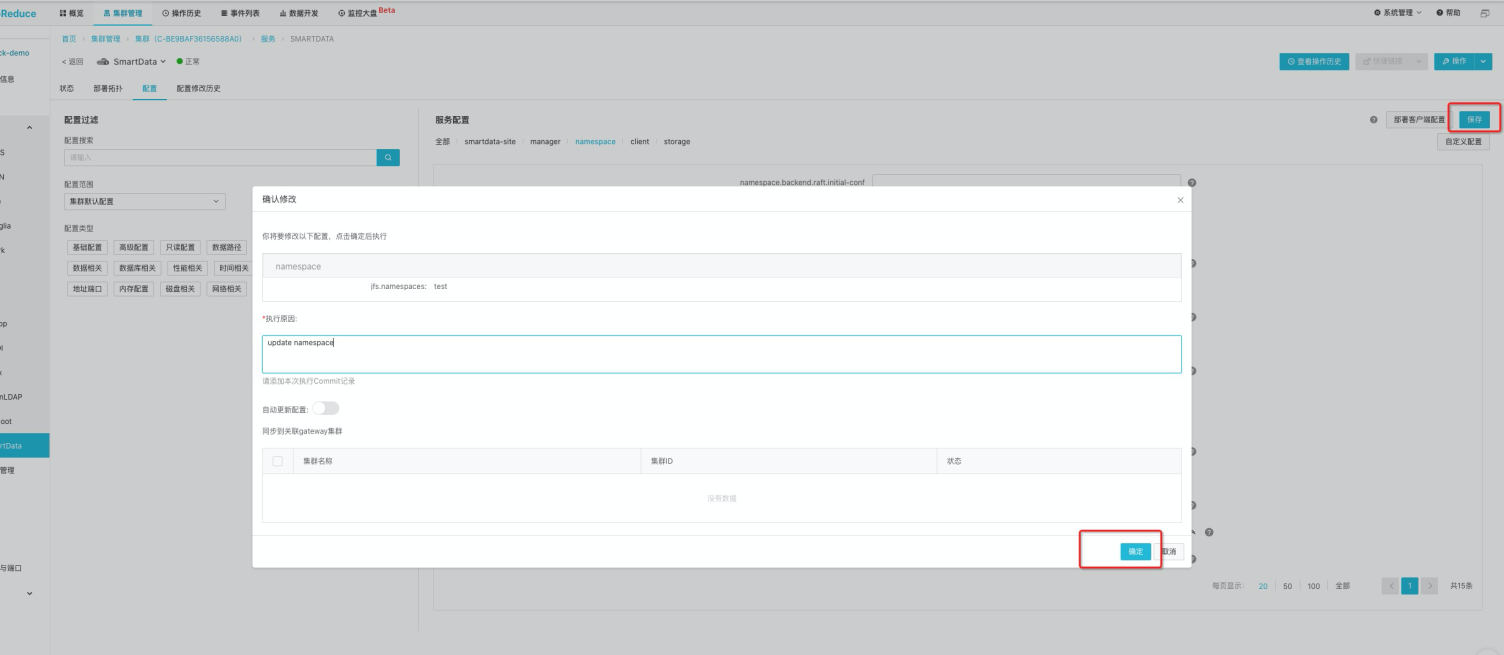 Reduce 概览 集群管理 操作历史 事件列表 数据开发 监控大盘 Beta 系统管理 帮助
ck-demo
信息
S
N
glia
rk
op
nLDAP
oot
rtData
管理
与端口
首页 集群管理 集群 (C-BE9BAF36156588A0) 服务 SMARTDATA
< 返回 SmartData 正常 查看操作历史 快捷链接 操作
状态 部署拓扑 配置 配置修改历史
配置过滤
配置搜索
请输入
配置范围
集群默认配置
配置类型
基础配置 高级配置 只读配置 数据路径
数据相关 数据库相关 性能相关 时间相关
地址端口 内存配置 磁盘相关 网络相关
服务配置 部署客户端配置 保存
全部 smartdata-site manager namespace client storage 自定义配置
namespace.backend.raft.initial-conf
确认修改
你将要修改以下配置，点击确定后执行
namespace
jfs.namespaces: test
*执行原因:
update namespace
请添加本次执行Commit记录
自动更新配置:
同步到关联gateway集群
集群名称 集群ID 状态
没有数据
确定 取消
每页显示: 20 50 100 全部 < 1 > 共15条